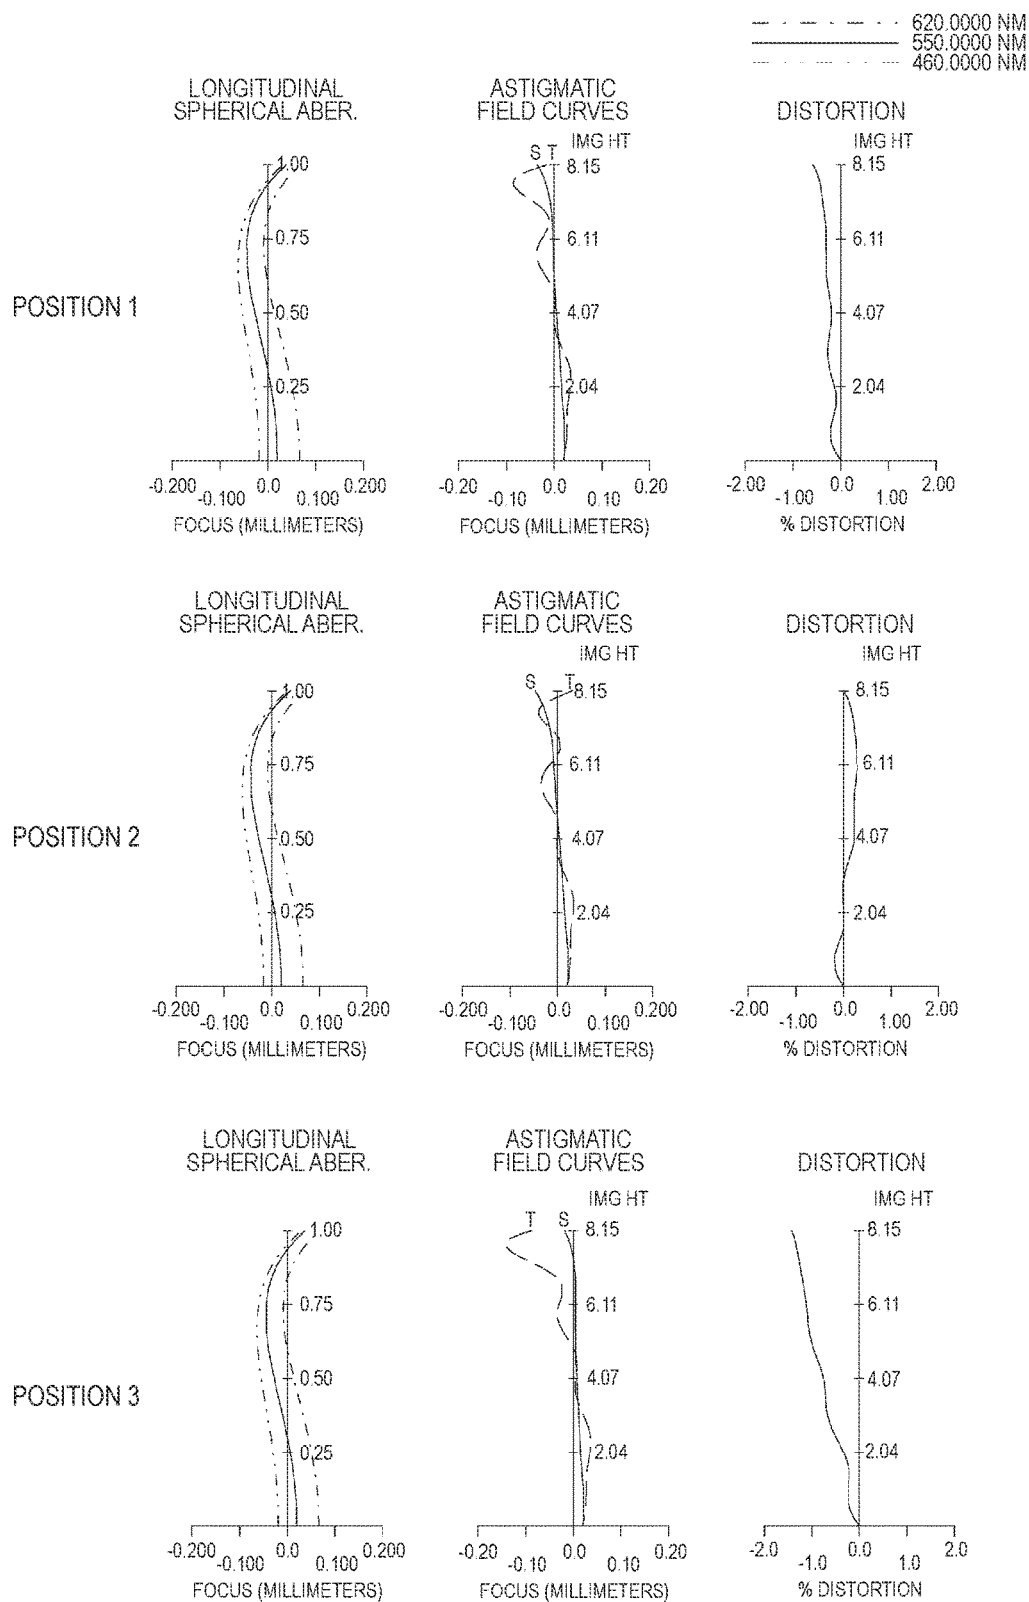 620.0000 NM
550.0000 NM
460.0000 NM
LONGITUDINAL
SPHERICAL ABER.
ASTIGMATIC
FIELD CURVES
DISTORTION
IMG HT
IMG HT
1.00
S T
8.15
8.15
0.75
6.11
6.11
POSITION 1
0.50
4.07
4.07
0.25
2.04
2.04
-0.200 0.0 0.200
-0.100 0.100
-0.20 0.0 0.20
-0.10 0.10
-2.00 0.0 2.00
-1.00 1.00
FOCUS (MILLIMETERS)
FOCUS (MILLIMETERS)
% DISTORTION
LONGITUDINAL
SPHERICAL ABER.
ASTIGMATIC
FIELD CURVES
DISTORTION
IMG HT
IMG HT
1.00
S T
8.15
8.15
0.75
6.11
6.11
POSITION 2
0.50
4.07
4.07
0.25
2.04
2.04
-0.200 0.0 0.200
-0.100 0.100
-0.200 0.0 0.200
-0.100 0.100
-2.00 0.0 2.00
-1.00 1.00
FOCUS (MILLIMETERS)
FOCUS (MILLIMETERS)
% DISTORTION
LONGITUDINAL
SPHERICAL ABER.
ASTIGMATIC
FIELD CURVES
DISTORTION
IMG HT
IMG HT
1.00
T S
8.15
8.15
0.75
6.11
6.11
POSITION 3
0.50
4.07
4.07
0.25
2.04
2.04
-0.200 0.0 0.200
-0.100 0.100
-0.20 0.0 0.20
-0.10 0.10
-2.0 0.0 2.0
-1.0 1.0
FOCUS (MILLIMETERS)
FOCUS (MILLIMETERS)
% DISTORTION